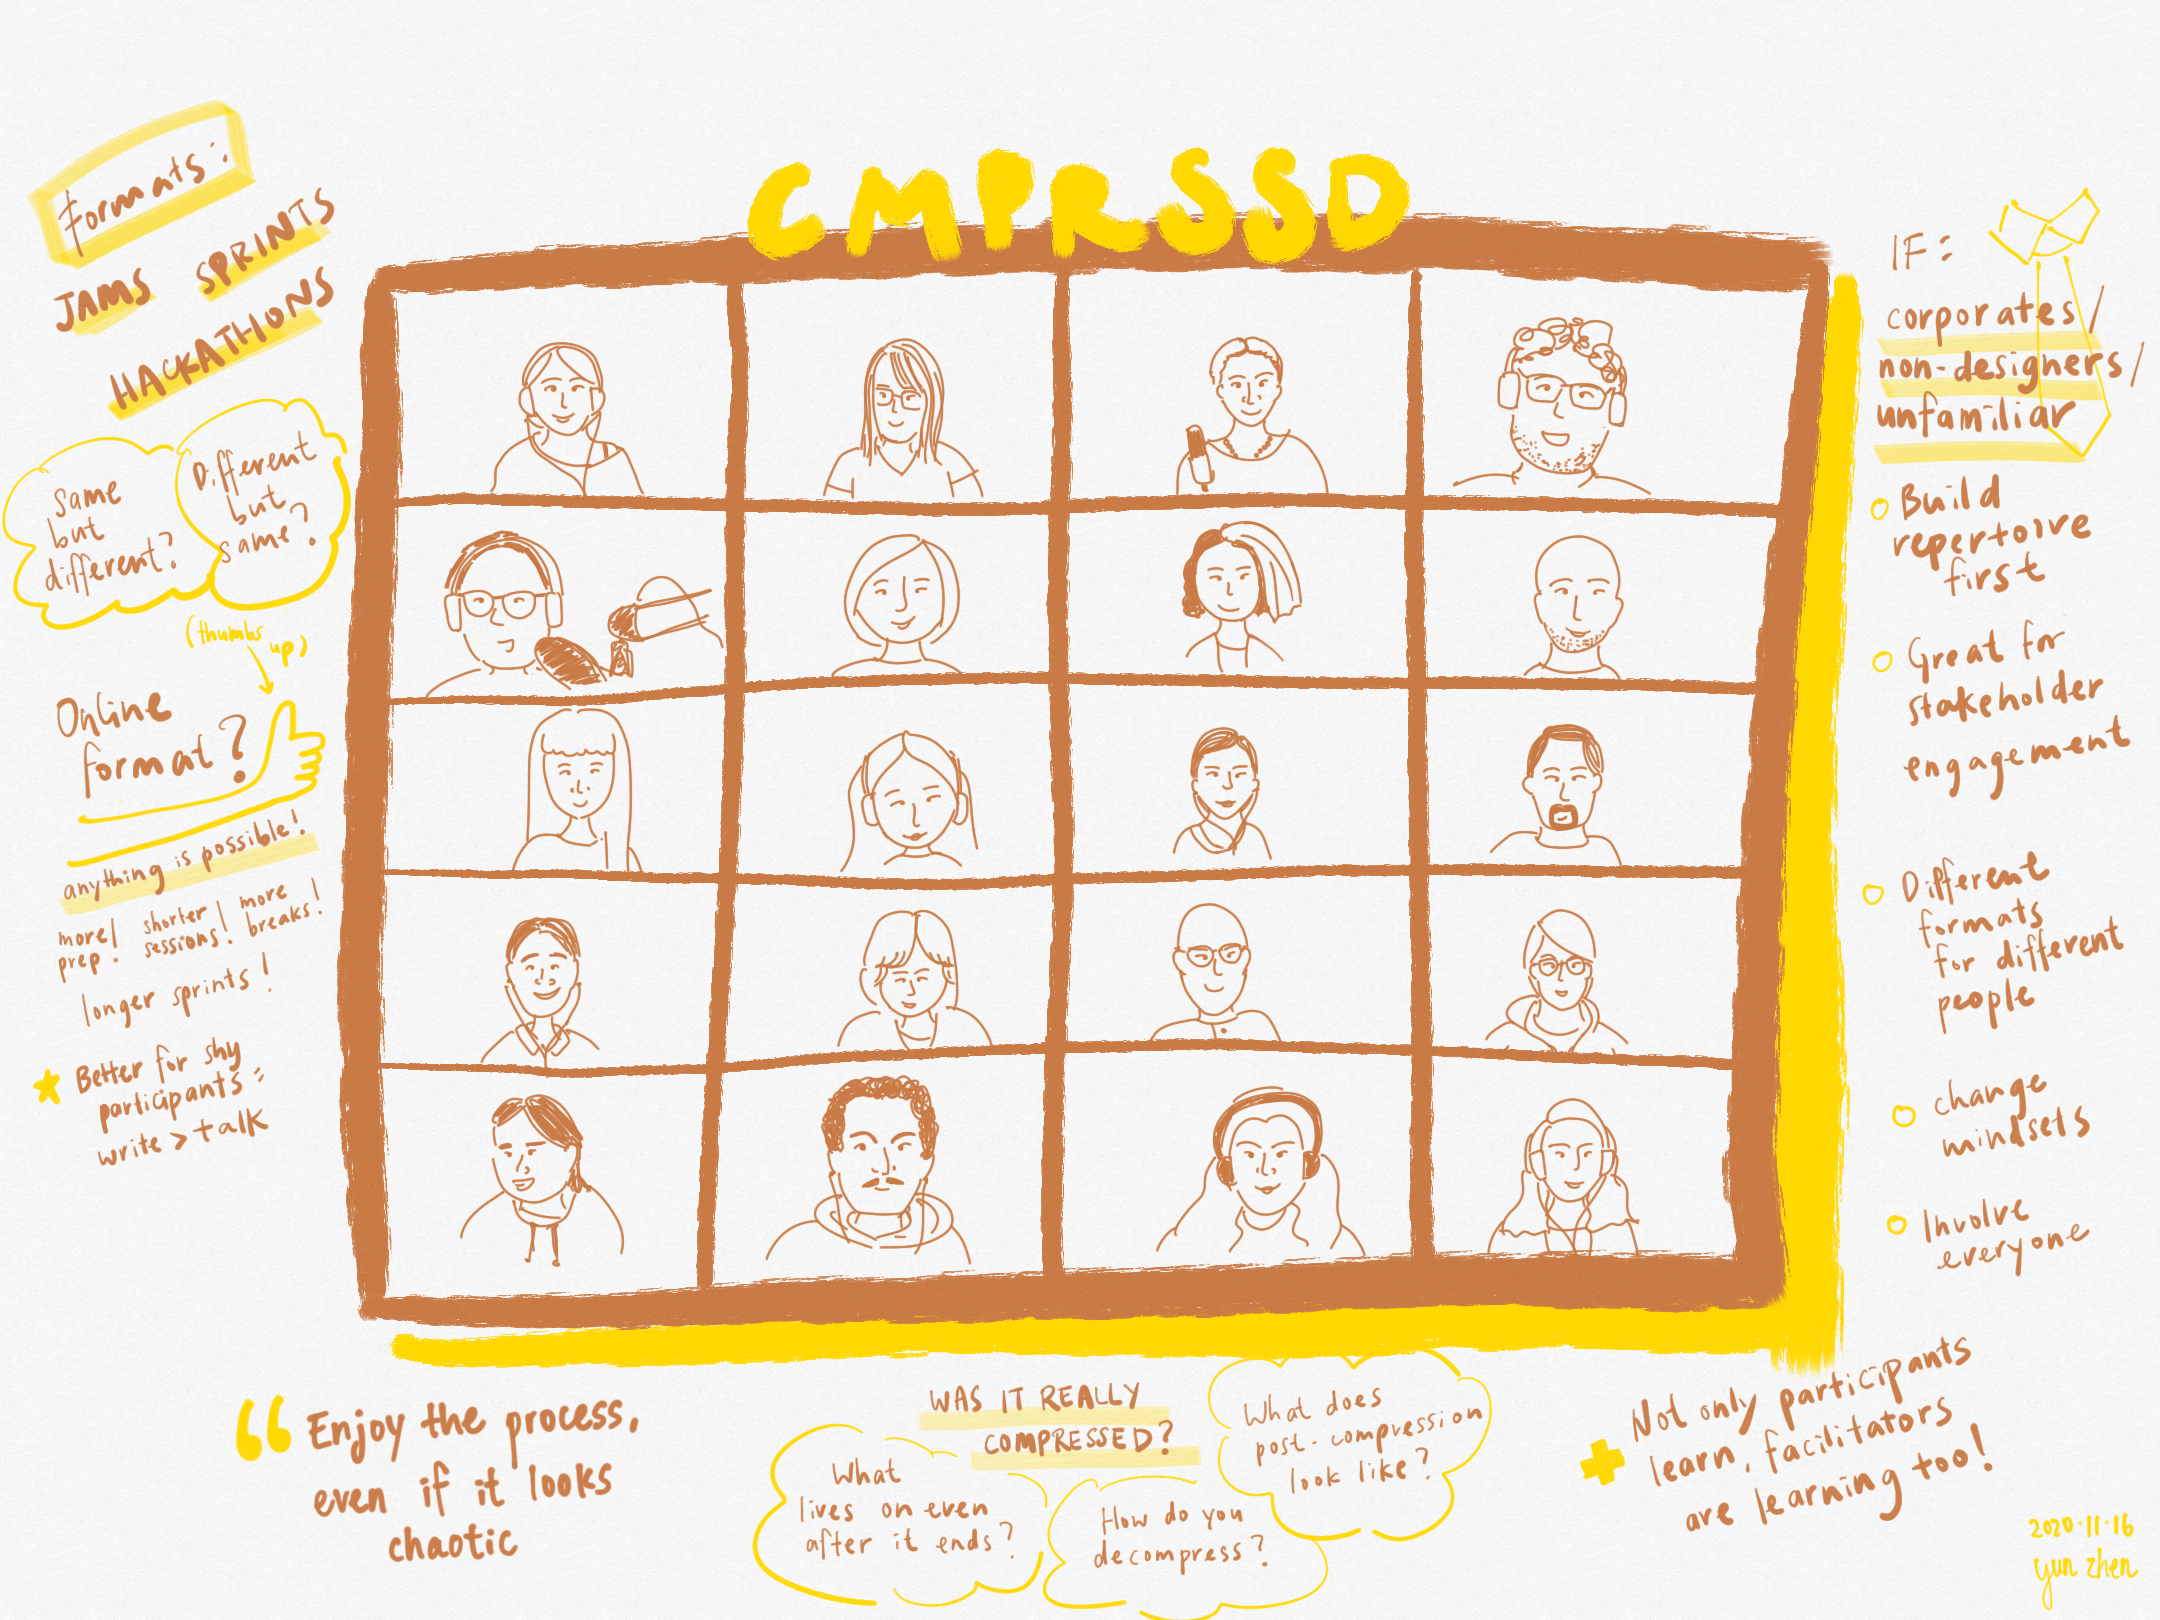 CMPRSSD
Formats:
JAMS SPRINTS
HACKATHONS
Same
but
different?
Different
but
same?
(thumbs
up)
Online
format?
anything is possible!
more prep! shorter sessions! more breaks!
longer sprints!
Better for shy
participants:
write > talk
IF:
corporates/
non-designers/
unfamiliar
Build
repertoire
first
Great for
stakeholder
engagement
Different
formats
for different
people
change
mindsets
Involve
everyone
“ Enjoy the process,
even if it looks
chaotic
WAS IT REALLY
COMPRESSED?
What
lives on even
after it ends?
How do you
decompress?
What does
post-compression
look like?
+ Not only participants
learn, facilitators
are learning too!
2020·11·16
yun zhen